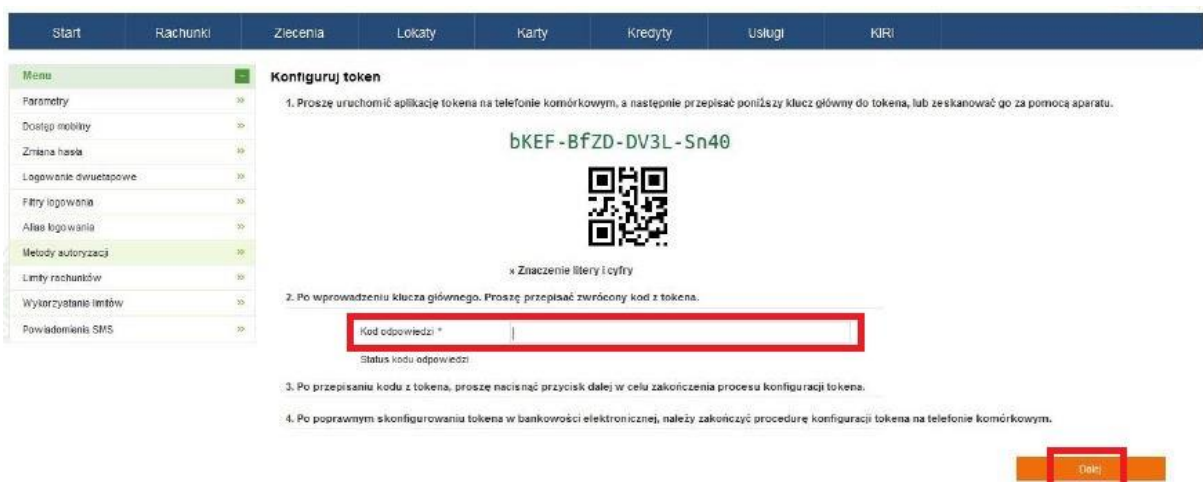 Start Rachunki Zlecenia Lokaty Karty Kredyty Usługi KIRI
Menu
Parametry
Dostęp mobilny
Zmiana hasła
Logowanie dwuetapowe
Filtry logowania
Alias logowania
Metody autoryzacji
Limity rachunków
Wykorzystanie limitów
Powiadomienia SMS
Konfiguruj token
1. Proszę uruchomić aplikację tokena na telefonie komórkowym, a następnie przepisać poniższy klucz główny do tokena, lub zeskanować go za pomocą aparatu.
bKEF-BfZD-DV3L-Sn40
» Znaczenie litery i cyfry
2. Po wprowadzeniu klucza głównego. Proszę przepisać zwrócony kod z tokena.
Kod odpowiedzi *
Status kodu odpowiedzi
3. Po przepisaniu kodu z tokena, proszę nacisnąć przycisk dalej w celu zakończenia procesu konfiguracji tokena.
4. Po poprawnym skonfigurowaniu tokena w bankowości elektronicznej, należy zakończyć procedurę konfiguracji tokena na telefonie komórkowym.
Dalej